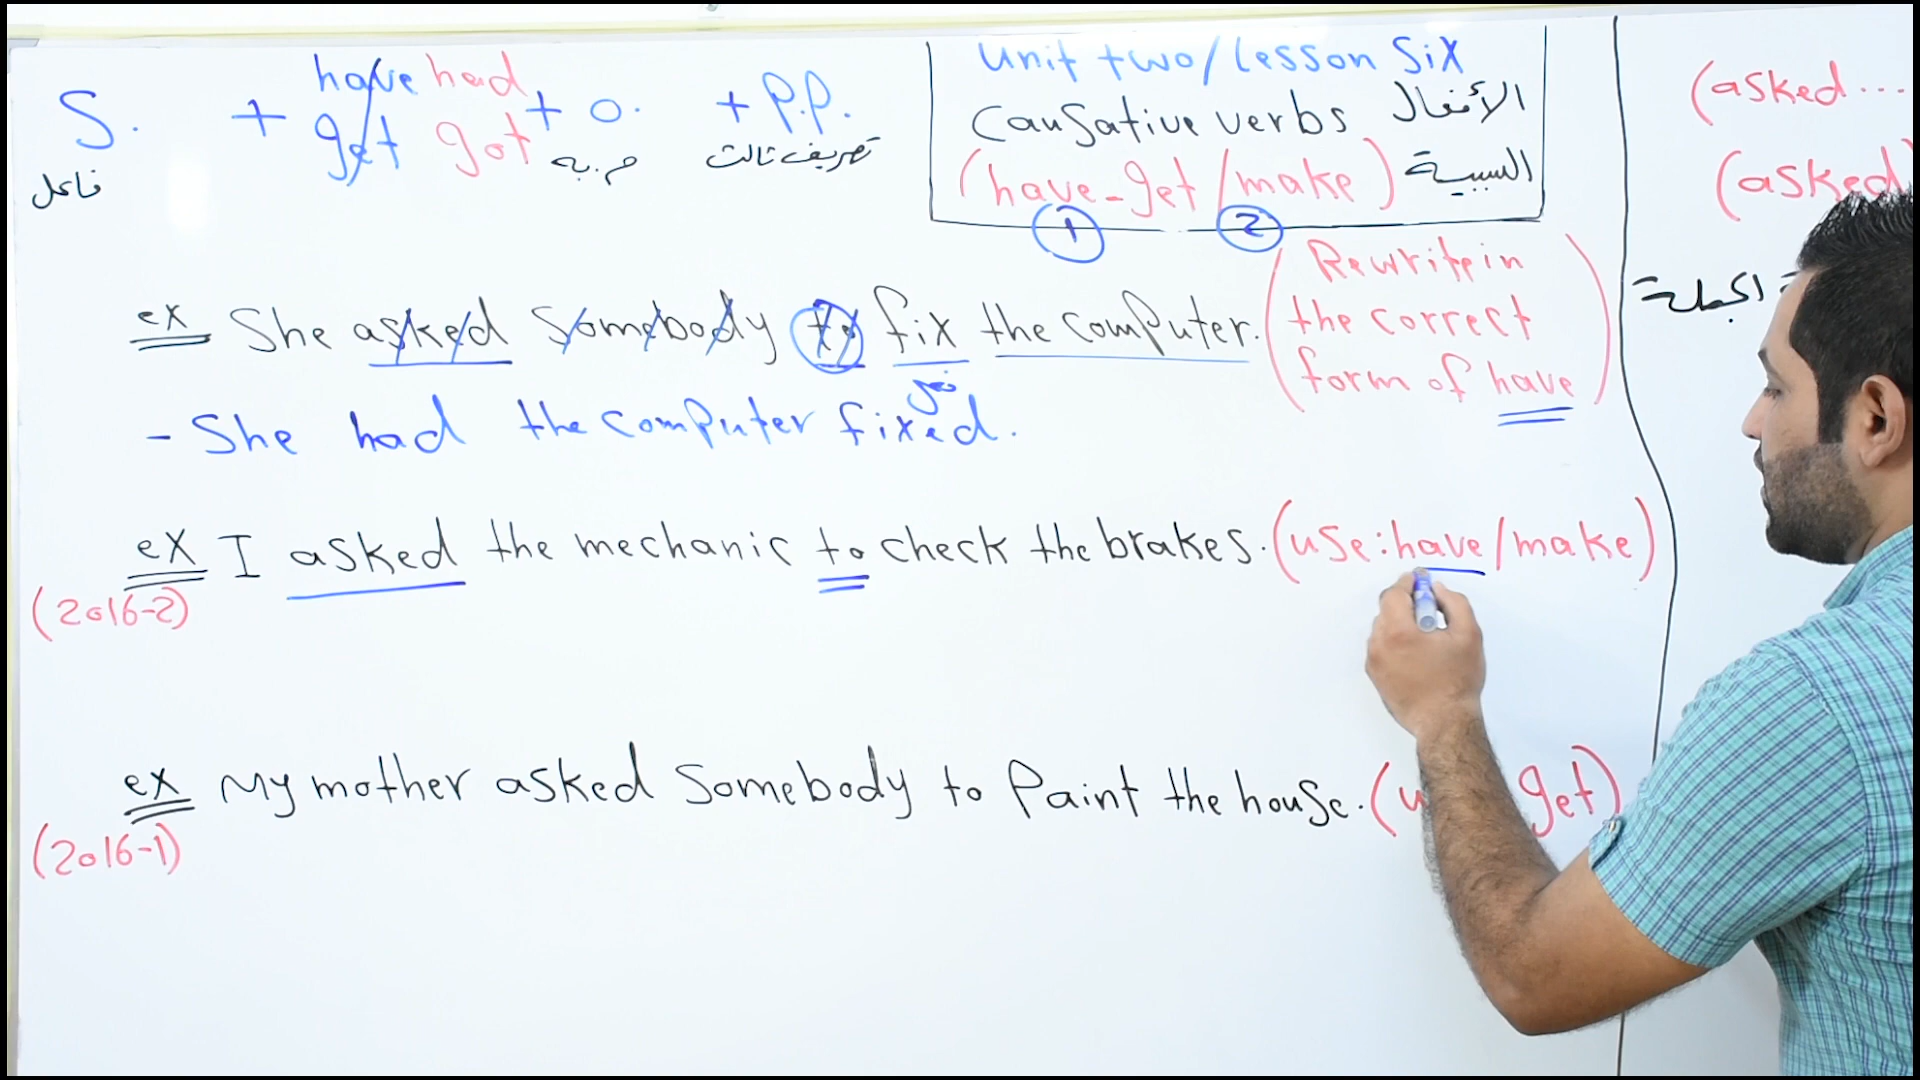 S. + have had + o. + P.P.
get got
فاعل م.به تصريف ثالث
unit two/lesson six
causative verbs الأفعال
(have-get/make) السببية
1 2
ex She asked somebody to fix the computer. (Rewrite in
the correct
form of have)
- She had the computer fixed.
ex I asked the mechanic to check the brakes. (use: have/make)
(2016-2)
ex My mother asked somebody to paint the house. (u get)
(2016-1)
(asked...
(asked)
الجملة